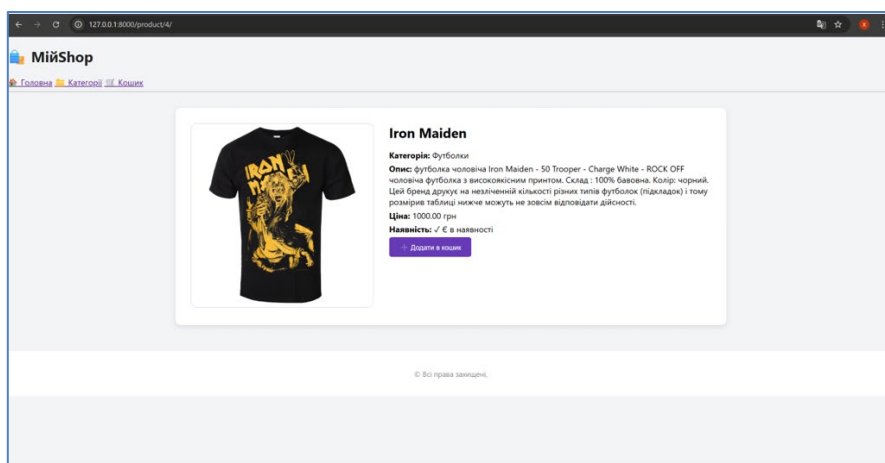 127.0.0.1:8000/product/4/
МійShop
Головна Категорії Кошик
Iron Maiden
Категорія: Футболки
Опис: футболка чоловіча Iron Maiden - 50 Trooper - Charge White - ROCK OFF
чоловіча футболка з високоякісним принтом. Склад : 100% бавовна. Колір: чорний.
Цей бренд друкує на незліченній кількості різних типів футболок (підкладок) і тому
розмірив таблиці нижче можуть не зовсім відповідати дійсності.
Ціна: 1000.00 грн
Наявність: ✓ Є в наявності
+ Додати в кошик
IRON
MAIDEN
© Всі права захищені.